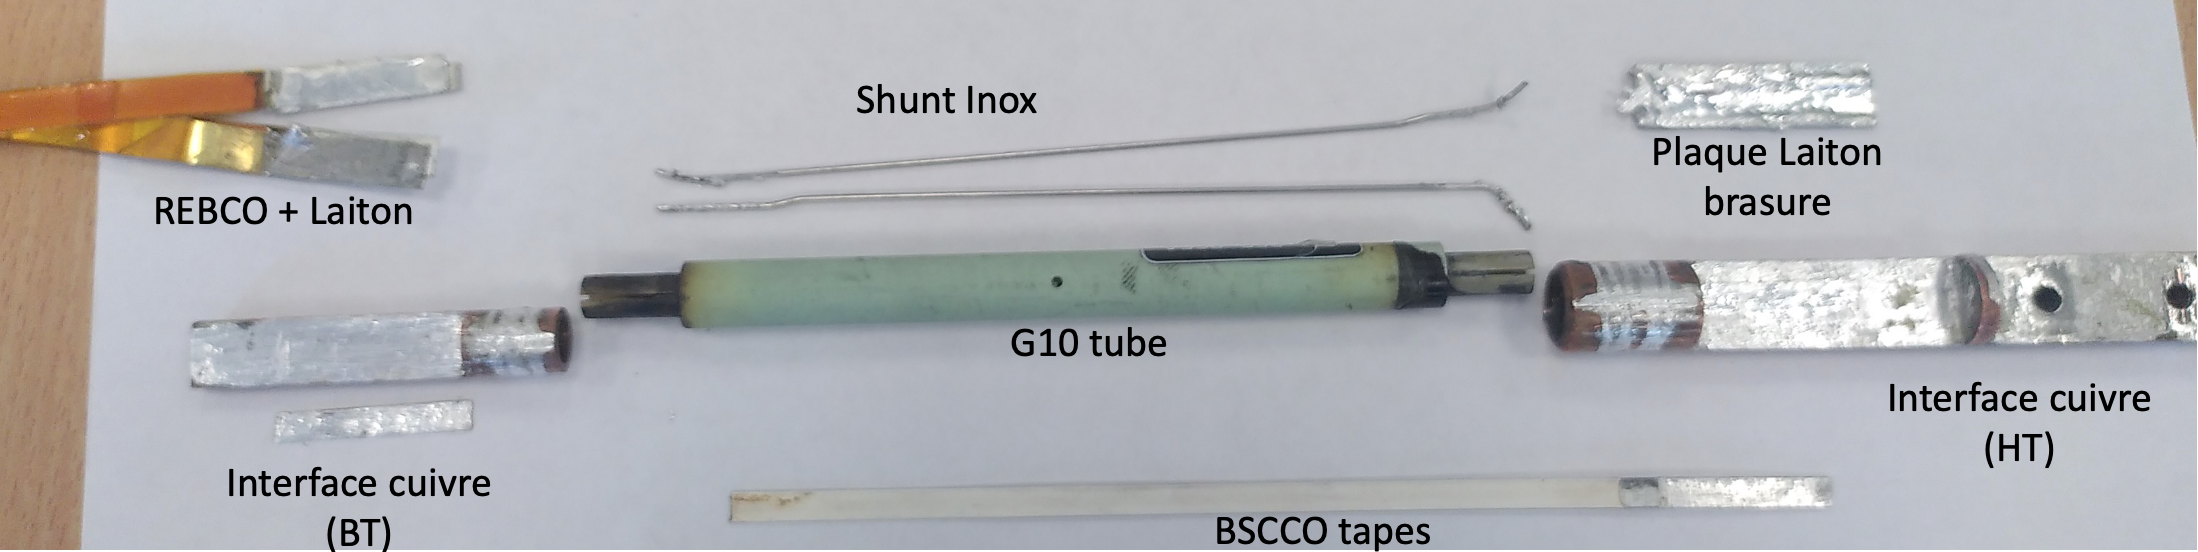 Shunt Inox
Plaque Laiton
brasure
REBCO + Laiton
G10 tube
Interface cuivre
(HT)
Interface cuivre
(BT)
BSCCO tapes